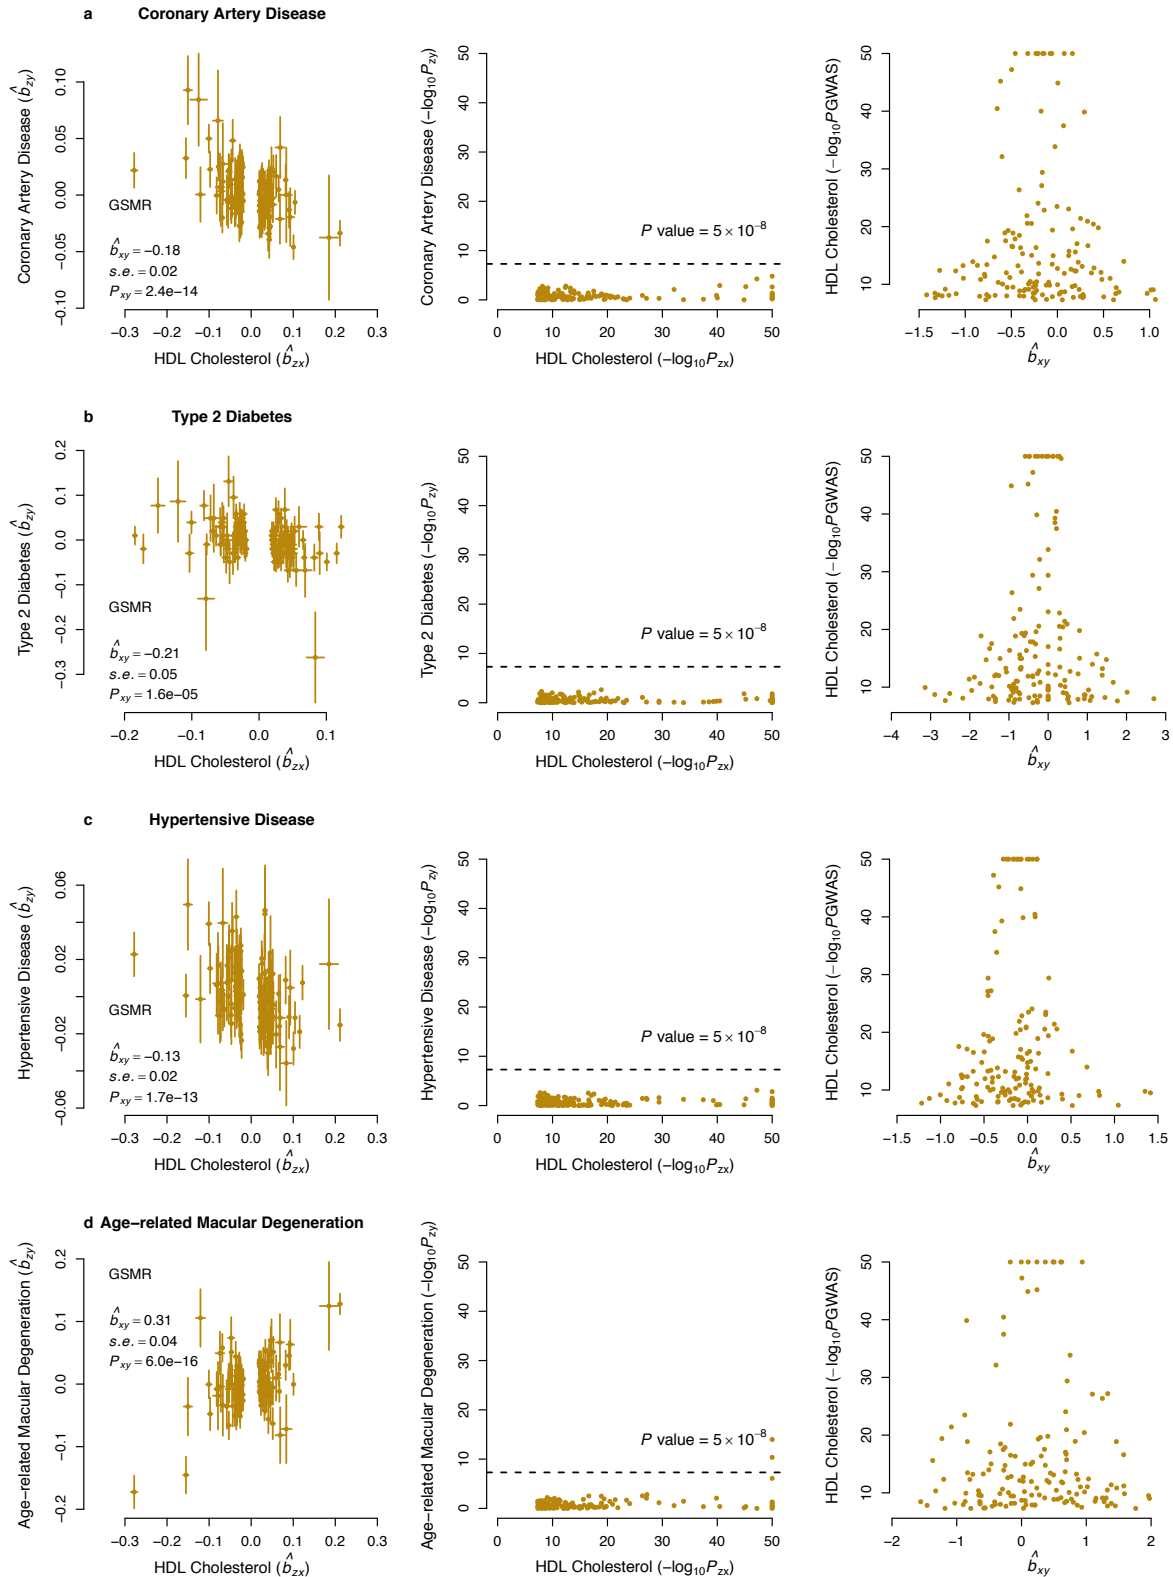 a Coronary Artery Disease
Coronary Artery Disease (b̂zy)
−0.10 −0.05 0.00 0.05 0.10
GSMR
b̂xy = −0.18
s.e. = 0.02
Pxy = 2.4e−14
−0.3 −0.2 −0.1 0.0 0.1 0.2 0.3
HDL Cholesterol (b̂zx)
Coronary Artery Disease (−log10Pzy)
0 10 20 30 40 50
P value = 5×10−8
0 10 20 30 40 50
HDL Cholesterol (−log10Pzx)
HDL Cholesterol (−log10PGWAS)
10 20 30 40 50
−1.5 −1.0 −0.5 0.0 0.5 1.0
b̂xy
b Type 2 Diabetes
Type 2 Diabetes (b̂zy)
−0.3 −0.2 −0.1 0.0 0.1 0.2
GSMR
b̂xy = −0.21
s.e. = 0.05
Pxy = 1.6e−05
−0.2 −0.1 0.0 0.1
HDL Cholesterol (b̂zx)
Type 2 Diabetes (−log10Pzy)
0 10 20 30 40 50
P value = 5×10−8
0 10 20 30 40 50
HDL Cholesterol (−log10Pzx)
HDL Cholesterol (−log10PGWAS)
10 20 30 40 50
−4 −3 −2 −1 0 1 2 3
b̂xy
c Hypertensive Disease
Hypertensive Disease (b̂zy)
−0.06 −0.02 0.02 0.06
GSMR
b̂xy = −0.13
s.e. = 0.02
Pxy = 1.7e−13
−0.3 −0.2 −0.1 0.0 0.1 0.2 0.3
HDL Cholesterol (b̂zx)
Hypertensive Disease (−log10Pzy)
0 10 20 30 40 50
P value = 5×10−8
0 10 20 30 40 50
HDL Cholesterol (−log10Pzx)
HDL Cholesterol (−log10PGWAS)
10 20 30 40 50
−1.5 −1.0 −0.5 0.0 0.5 1.0 1.5
b̂xy
d Age−related Macular Degeneration
Age−related Macular Degeneration (b̂zy)
−0.2 −0.1 0.0 0.1 0.2
GSMR
b̂xy = 0.31
s.e. = 0.04
Pxy = 6.0e−16
−0.3 −0.2 −0.1 0.0 0.1 0.2 0.3
HDL Cholesterol (b̂zx)
Age−related Macular Degeneration (−log10Pzy)
0 10 20 30 40 50
P value = 5×10−8
0 10 20 30 40 50
HDL Cholesterol (−log10Pzx)
HDL Cholesterol (−log10PGWAS)
10 20 30 40 50
−2 −1 0 1 2
b̂xy